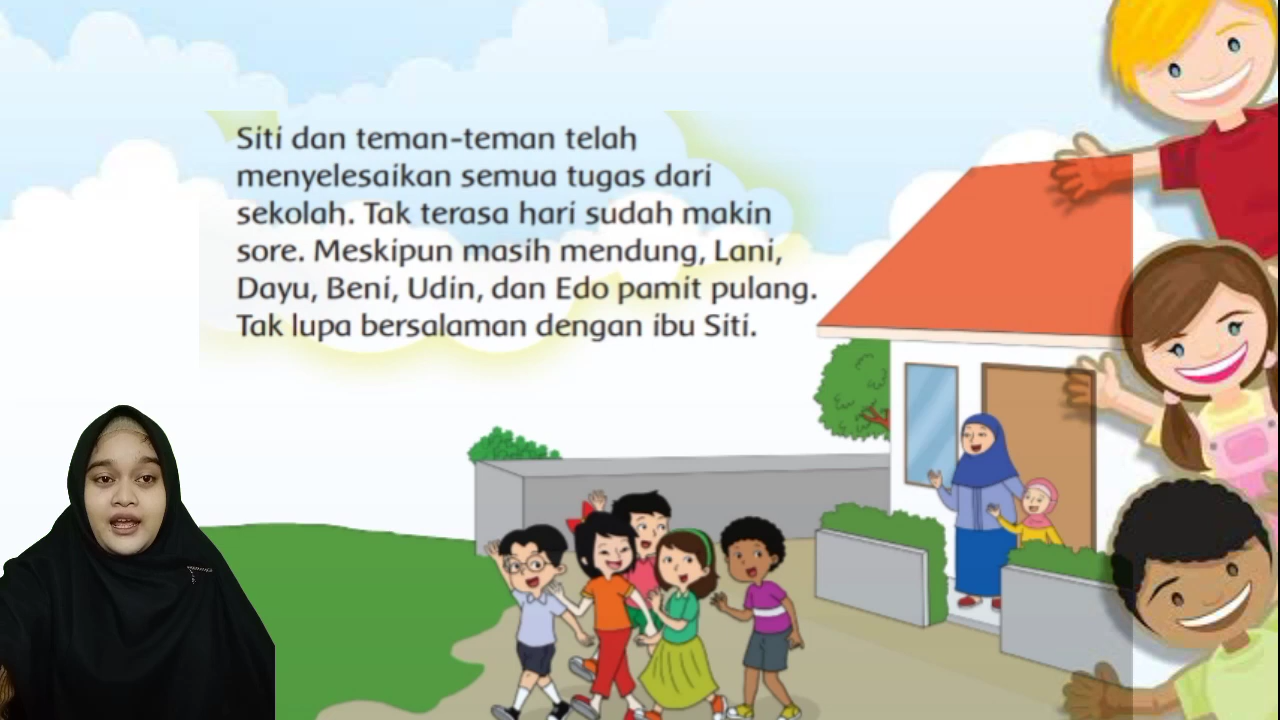 Siti dan teman-teman telah
menyelesaikan semua tugas dari
sekolah. Tak terasa hari sudah makin
sore. Meskipun masih mendung, Lani,
Dayu, Beni, Udin, dan Edo pamit pulang.
Tak lupa bersalaman dengan ibu Siti.